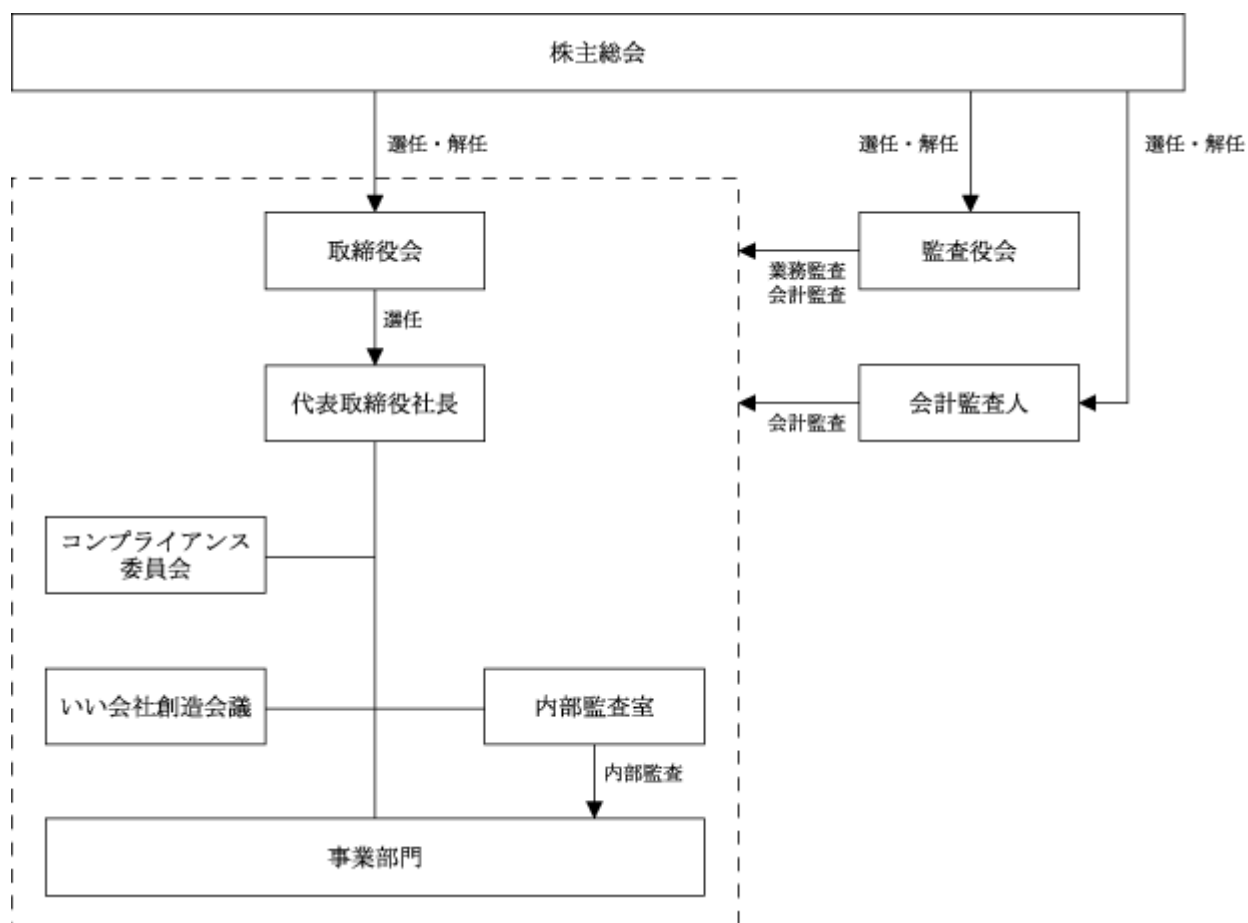 株主総会
選任・解任
選任・解任
選任・解任
取締役会
監査役会
業務監査
会計監査
選任
代表取締役社長
会計監査人
会計監査
コンプライアンス
委員会
いい会社創造会議
内部監査室
内部監査
事業部門